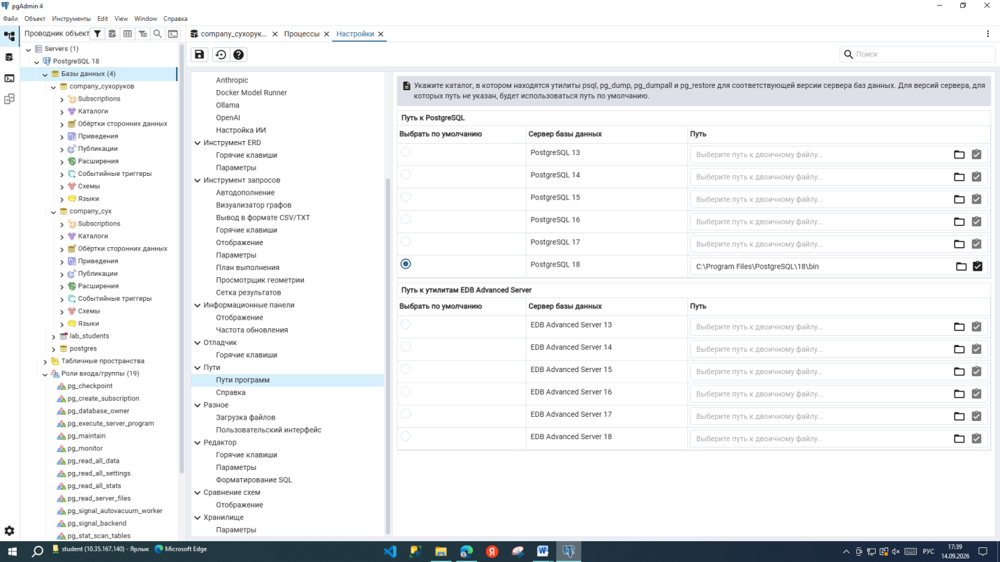 pgAdmin 4
Файл Объект Инструменты Edit View Window Справка
Проводник объект
company_сухорук... Процессы Настройки
Поиск
Servers (1)
PostgreSQL 18
Базы данных (4)
company_сухоруков
Subscriptions
Каталоги
Обёртки сторонних данных
Приведения
Публикации
Расширения
Событийные триггеры
Схемы
Языки
company_сух
Subscriptions
Каталоги
Обёртки сторонних данных
Приведения
Публикации
Расширения
Событийные триггеры
Схемы
Языки
lab_students
postgres
Табличные пространства
Роли входа/группы (19)
pg_checkpoint
pg_create_subscription
pg_database_owner
pg_execute_server_program
pg_maintain
pg_monitor
pg_read_all_data
pg_read_all_settings
pg_read_all_stats
pg_read_server_files
pg_signal_autovacuum_worker
pg_signal_backend
pg_stat_scan_tables
Anthropic
Docker Model Runner
Ollama
OpenAI
Настройка ИИ
Инструмент ERD
Горячие клавиши
Параметры
Инструмент запросов
Автодополнение
Визуализатор графов
Вывод в формате CSV/TXT
Горячие клавиши
Отображение
Параметры
План выполнения
Просмотрщик геометрии
Сетка результатов
Информационные панели
Отображение
Частота обновления
Отладчик
Горячие клавиши
Пути
Пути программ
Справка
Разное
Загрузка файлов
Пользовательский интерфейс
Редактор
Горячие клавиши
Параметры
Форматирование SQL
Сравнение схем
Отображение
Хранилище
Параметры
Укажите каталог, в котором находятся утилиты psql, pg_dump, pg_dumpall и pg_restore для соответствующей версии сервера баз данных. Для версий сервера, для
которых путь не указан, будет использоваться путь по умолчанию.
Путь к PostgreSQL
Выбрать по умолчанию Сервер базы данных Путь
PostgreSQL 13 Выберите путь к двоичному файлу...
PostgreSQL 14 Выберите путь к двоичному файлу...
PostgreSQL 15 Выберите путь к двоичному файлу...
PostgreSQL 16 Выберите путь к двоичному файлу...
PostgreSQL 17 Выберите путь к двоичному файлу...
PostgreSQL 18 C:\Program Files\PostgreSQL\18\bin
Путь к утилитам EDB Advanced Server
Выбрать по умолчанию Сервер базы данных Путь
EDB Advanced Server 13 Выберите путь к двоичному файлу...
EDB Advanced Server 14 Выберите путь к двоичному файлу...
EDB Advanced Server 15 Выберите путь к двоичному файлу...
EDB Advanced Server 16 Выберите путь к двоичному файлу...
EDB Advanced Server 17 Выберите путь к двоичному файлу...
EDB Advanced Server 18 Выберите путь к двоичному файлу...
student (10.35.167.140) - Ярлык Microsoft Edge
РУС
17:39
14.09.2026